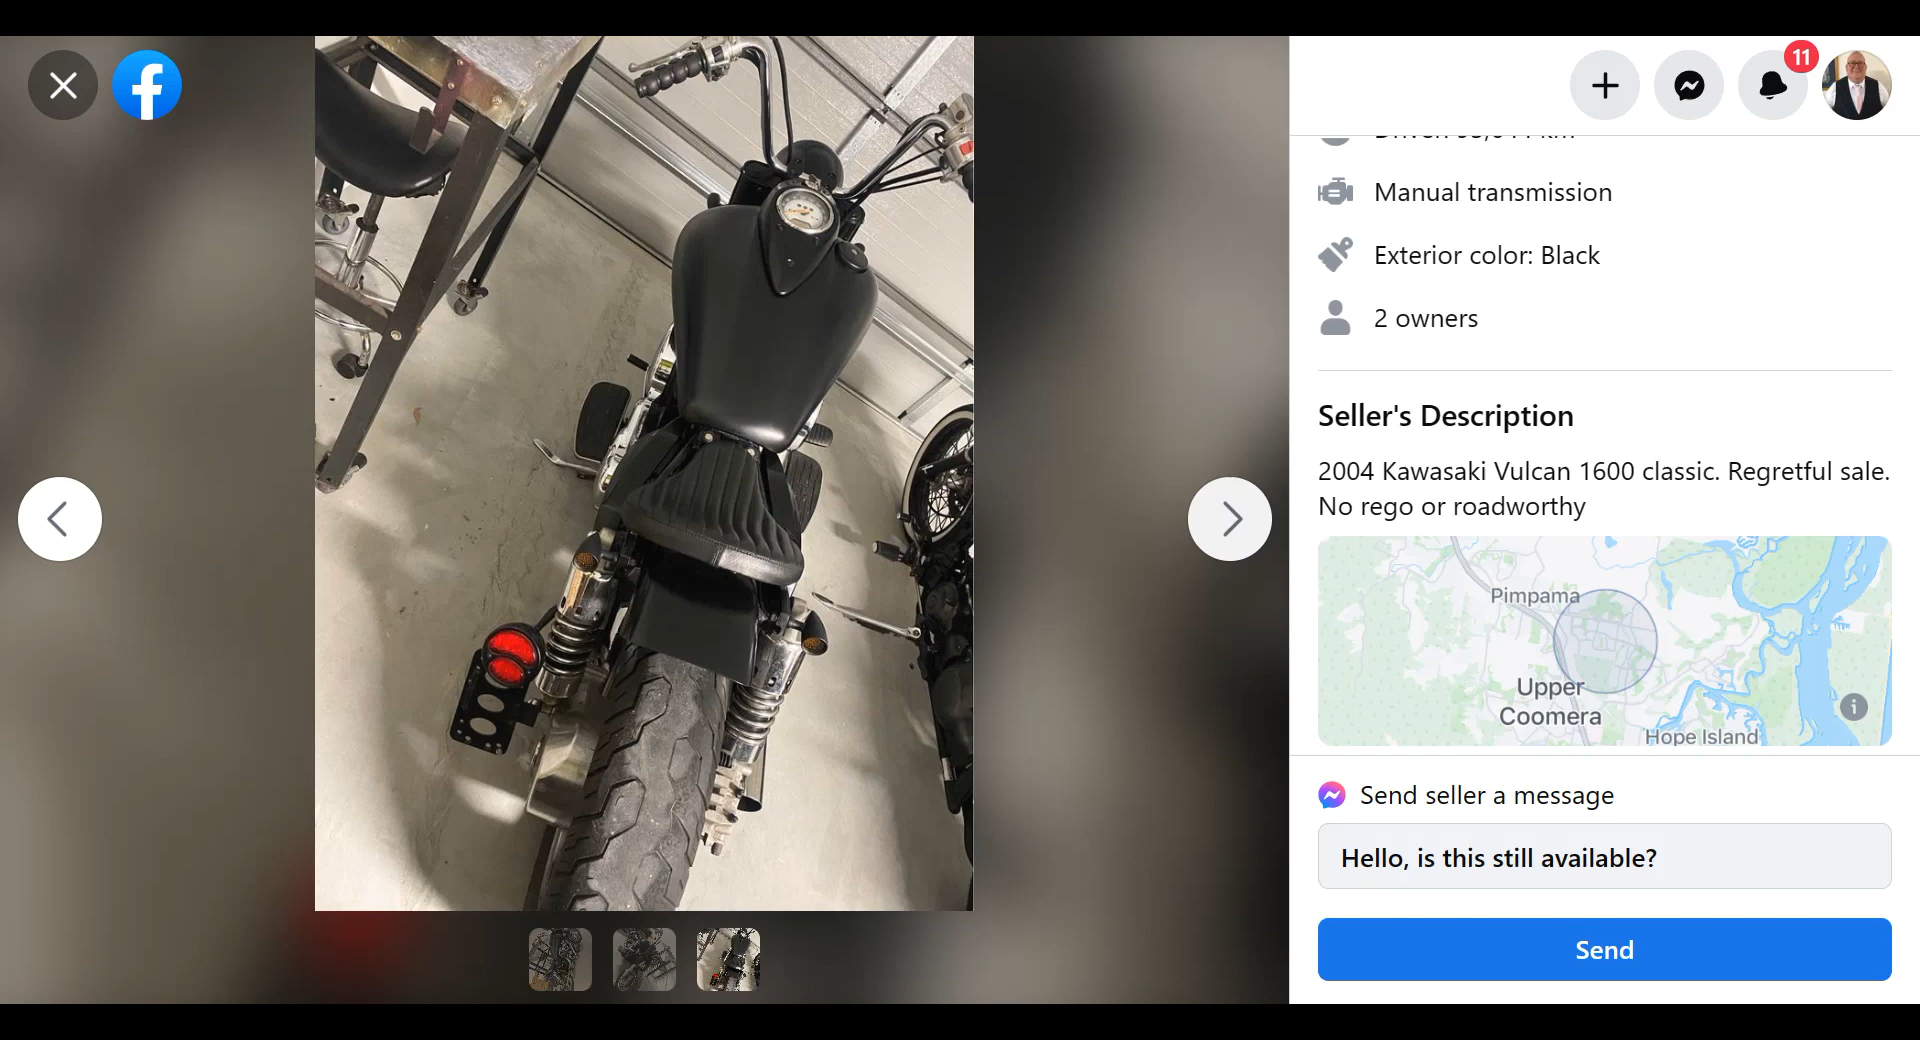 11
Manual transmission
Exterior color: Black
2 owners
Seller's Description
2004 Kawasaki Vulcan 1600 classic. Regretful sale.
No rego or roadworthy
Pimpama
Upper
Coomera
Hope Island
Send seller a message
Hello, is this still available?
Send